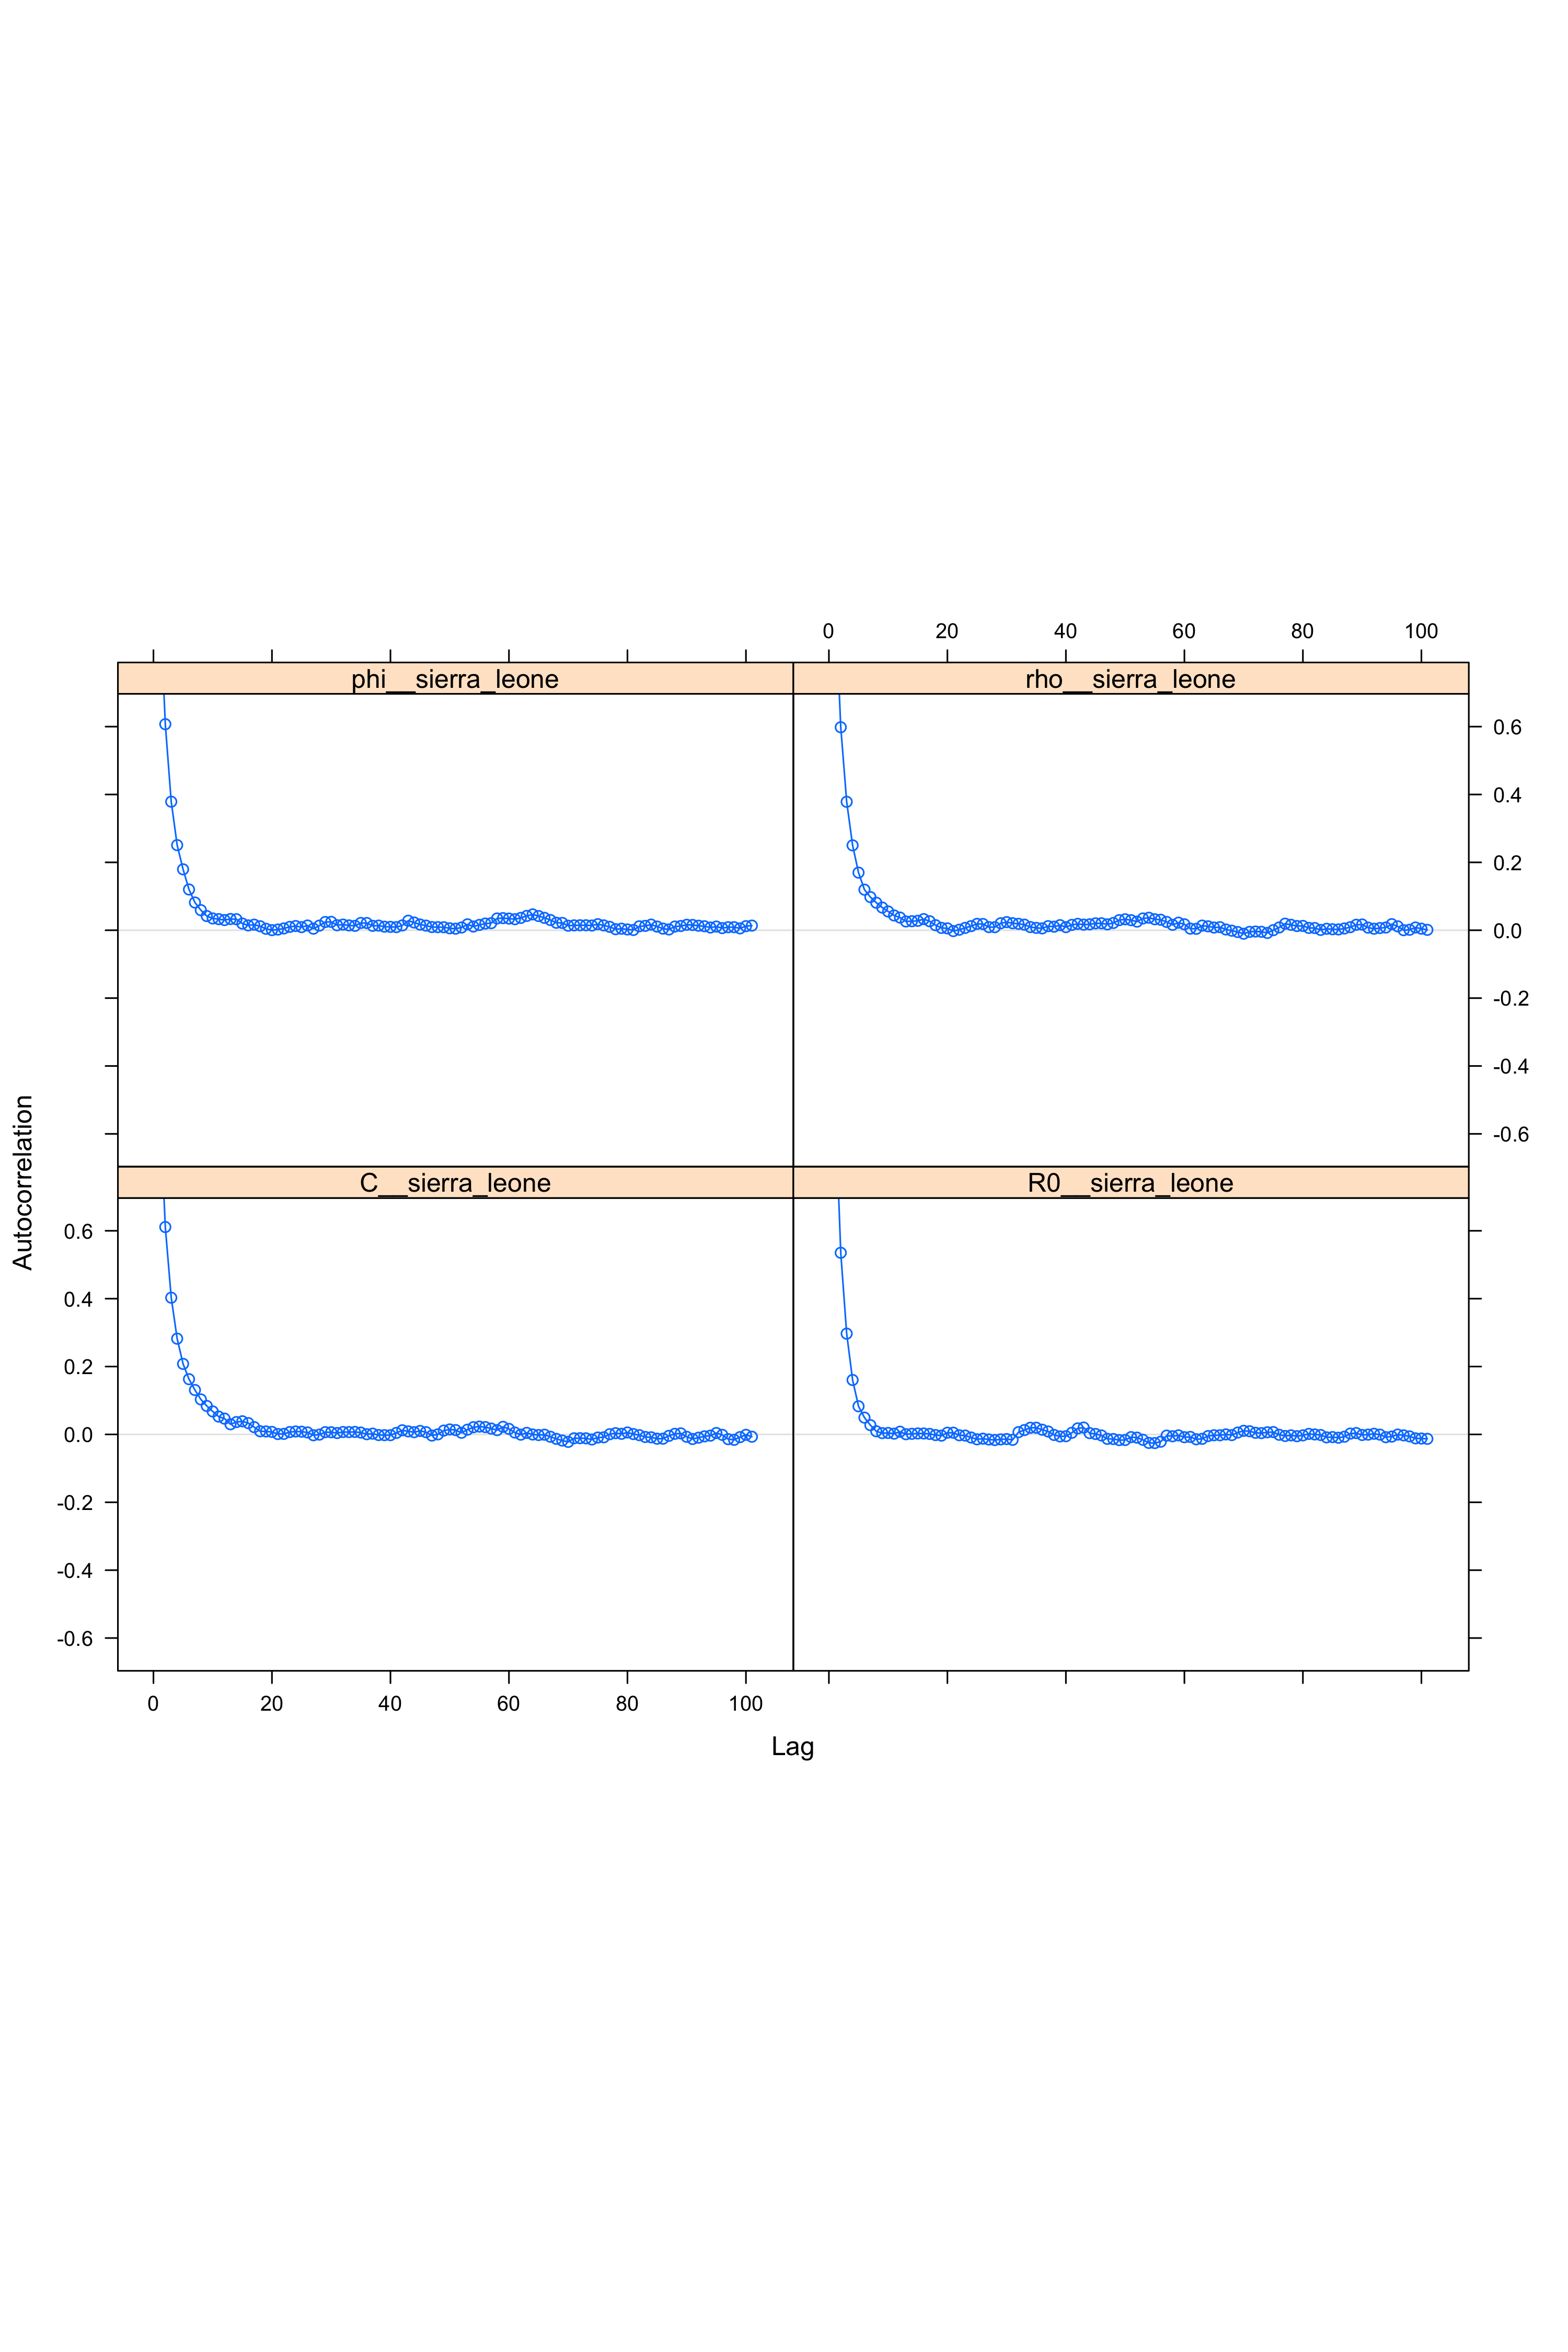 0 20 40 60 80 100
phi__sierra_leone rho__sierra_leone
0.6
0.4
0.2
0.0
-0.2
-0.4
-0.6
C__sierra_leone R0__sierra_leone
0.6
0.4
0.2
0.0
-0.2
-0.4
-0.6
0 20 40 60 80 100
Autocorrelation
Lag